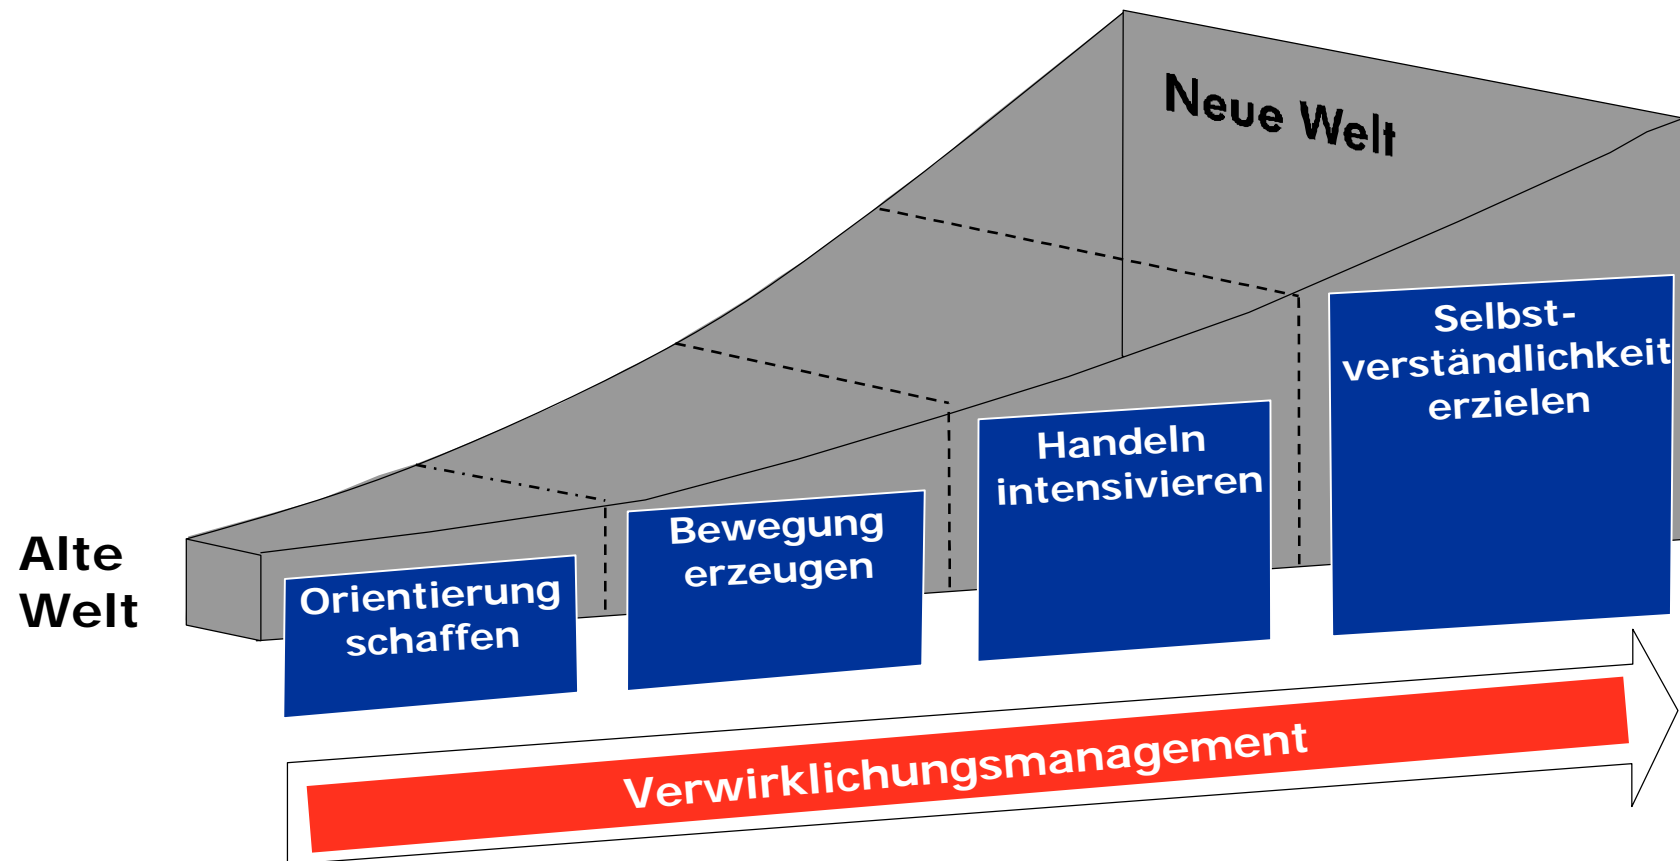 Neue Welt
Alte
Welt
Orientierung
schaffen
Bewegung
erzeugen
Handeln
intensivieren
Selbst-
verständlichkeit
erzielen
Verwirklichungsmanagement